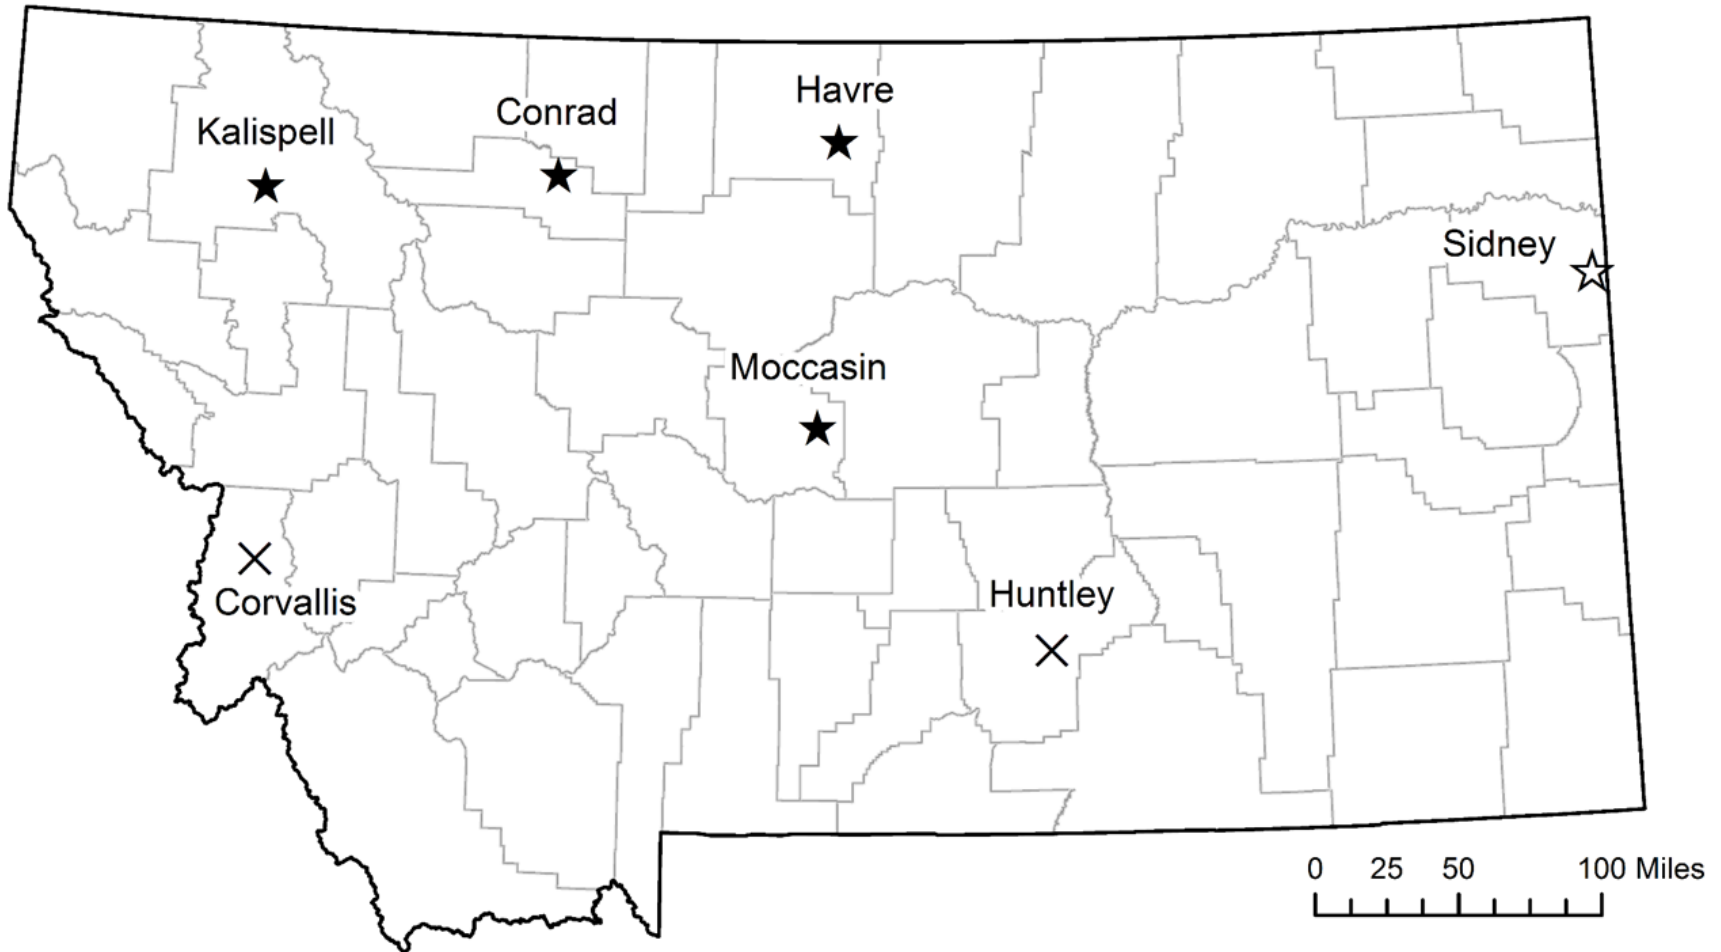 Havre
Conrad
Kalispell
Sidney
Moccasin
Huntley
Corvallis
0 25 50 100 Miles